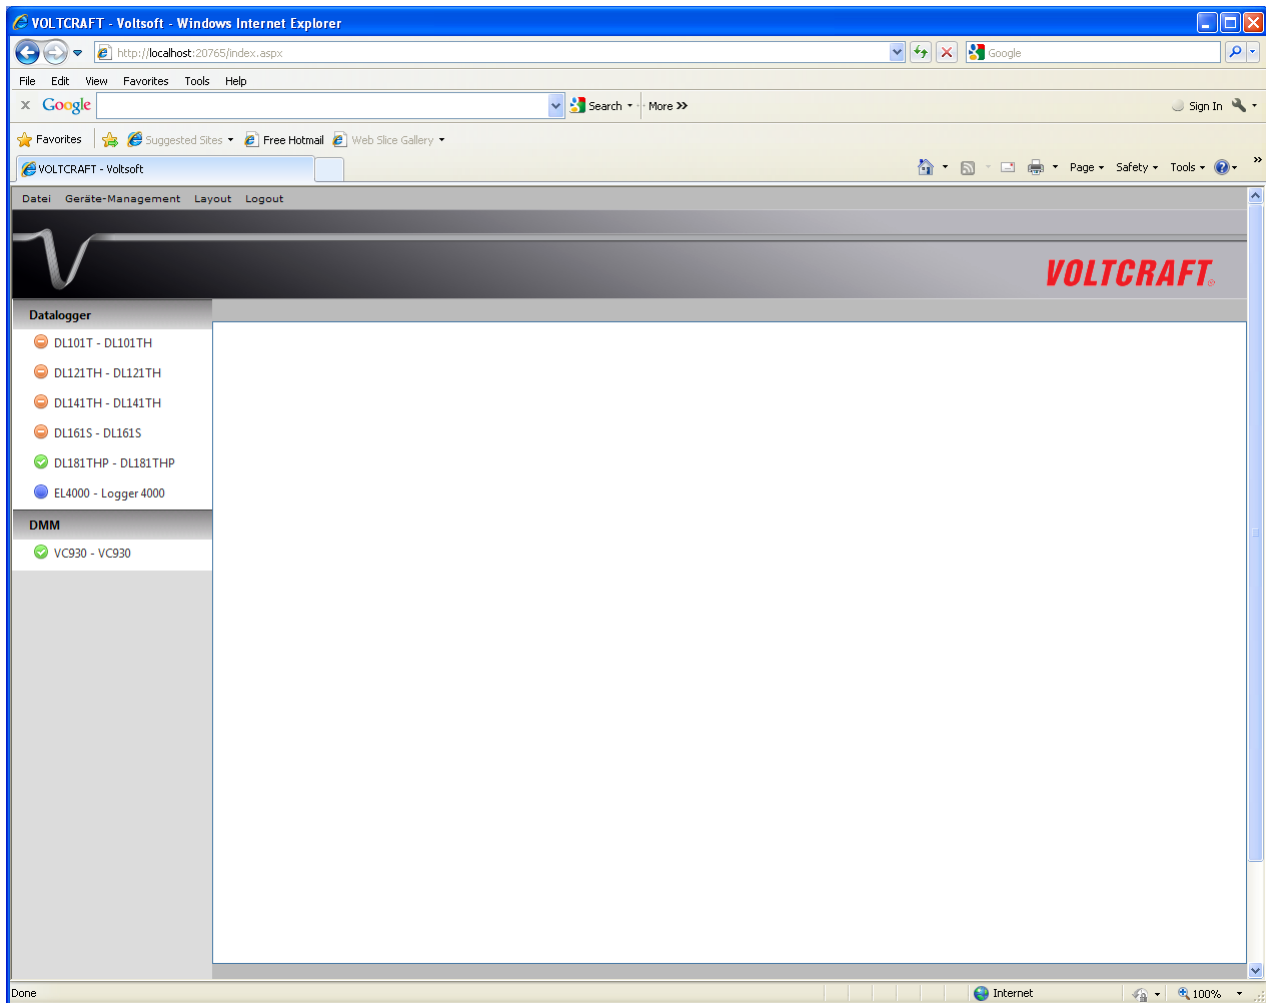 VOLTCRAFT - Voltsoft - Windows Internet Explorer
http://localhost:20765/index.aspx
Google
File Edit View Favorites Tools Help
x Google Search More >> Sign In
Favorites Suggested Sites Free Hotmail Web Slice Gallery
VOLTCRAFT - Voltsoft Page Safety Tools
Datei Geräte-Management Layout Logout
VOLTCRAFT®
Datalogger
DL101T - DL101TH
DL121TH - DL121TH
DL141TH - DL141TH
DL161S - DL161S
DL181THP - DL181THP
EL4000 - Logger 4000
DMM
VC930 - VC930
Done Internet 100%